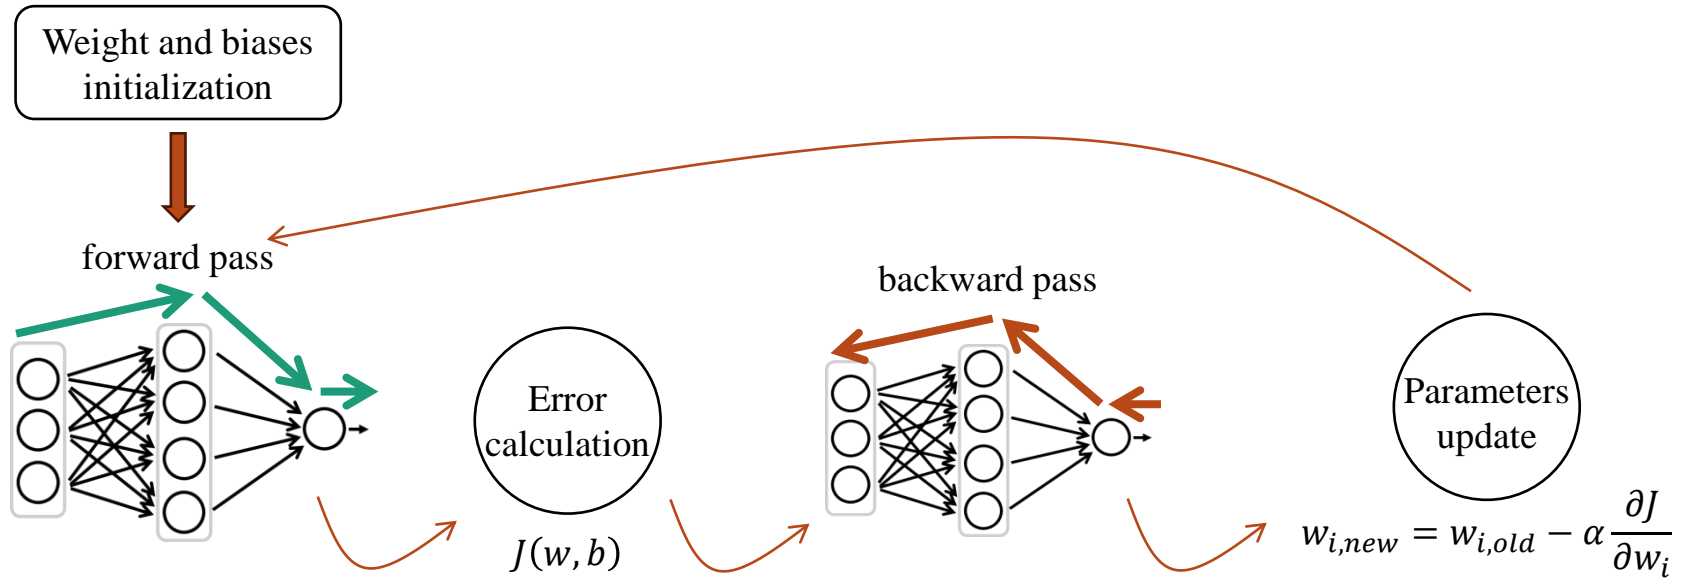 Weight and biases
initialization
forward pass
backward pass
Error
calculation
J(w, b)
Parameters
update
w_{i,new} = w_{i,old} − α ∂J/∂w_i